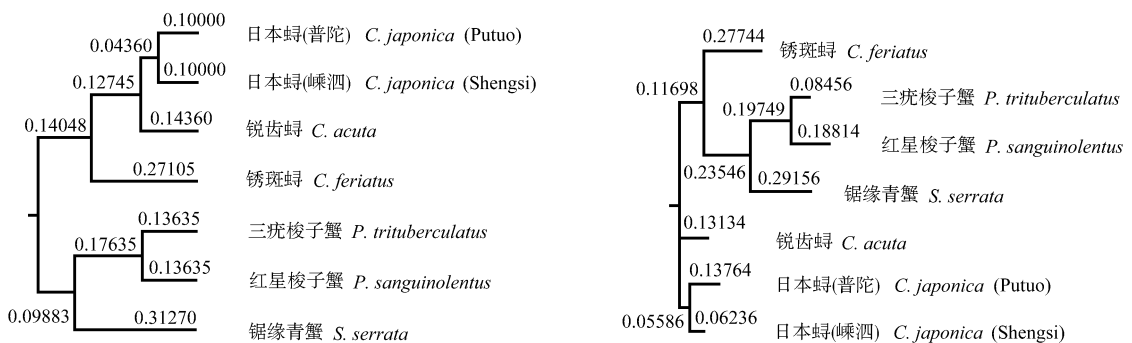 0.10000
日本蟳(普陀) C. japonica (Putuo)
0.04360
0.10000
日本蟳(嵊泗) C. japonica (Shengsi)
0.12745
0.14360
锐齿蟳 C. acuta
0.14048
0.27105
锈斑蟳 C. feriatus
0.13635
三疣梭子蟹 P. trituberculatus
0.17635
0.13635
红星梭子蟹 P. sanguinolentus
0.09883
0.31270
锯缘青蟹 S. serrata
0.27744
锈斑蟳 C. feriatus
0.11698
0.08456
三疣梭子蟹 P. trituberculatus
0.19749
0.18814
红星梭子蟹 P. sanguinolentus
0.23546
0.29156
锯缘青蟹 S. serrata
0.13134
锐齿蟳 C. acuta
0.13764
日本蟳(普陀) C. japonica (Putuo)
0.05586
0.06236
日本蟳(嵊泗) C. japonica (Shengsi)